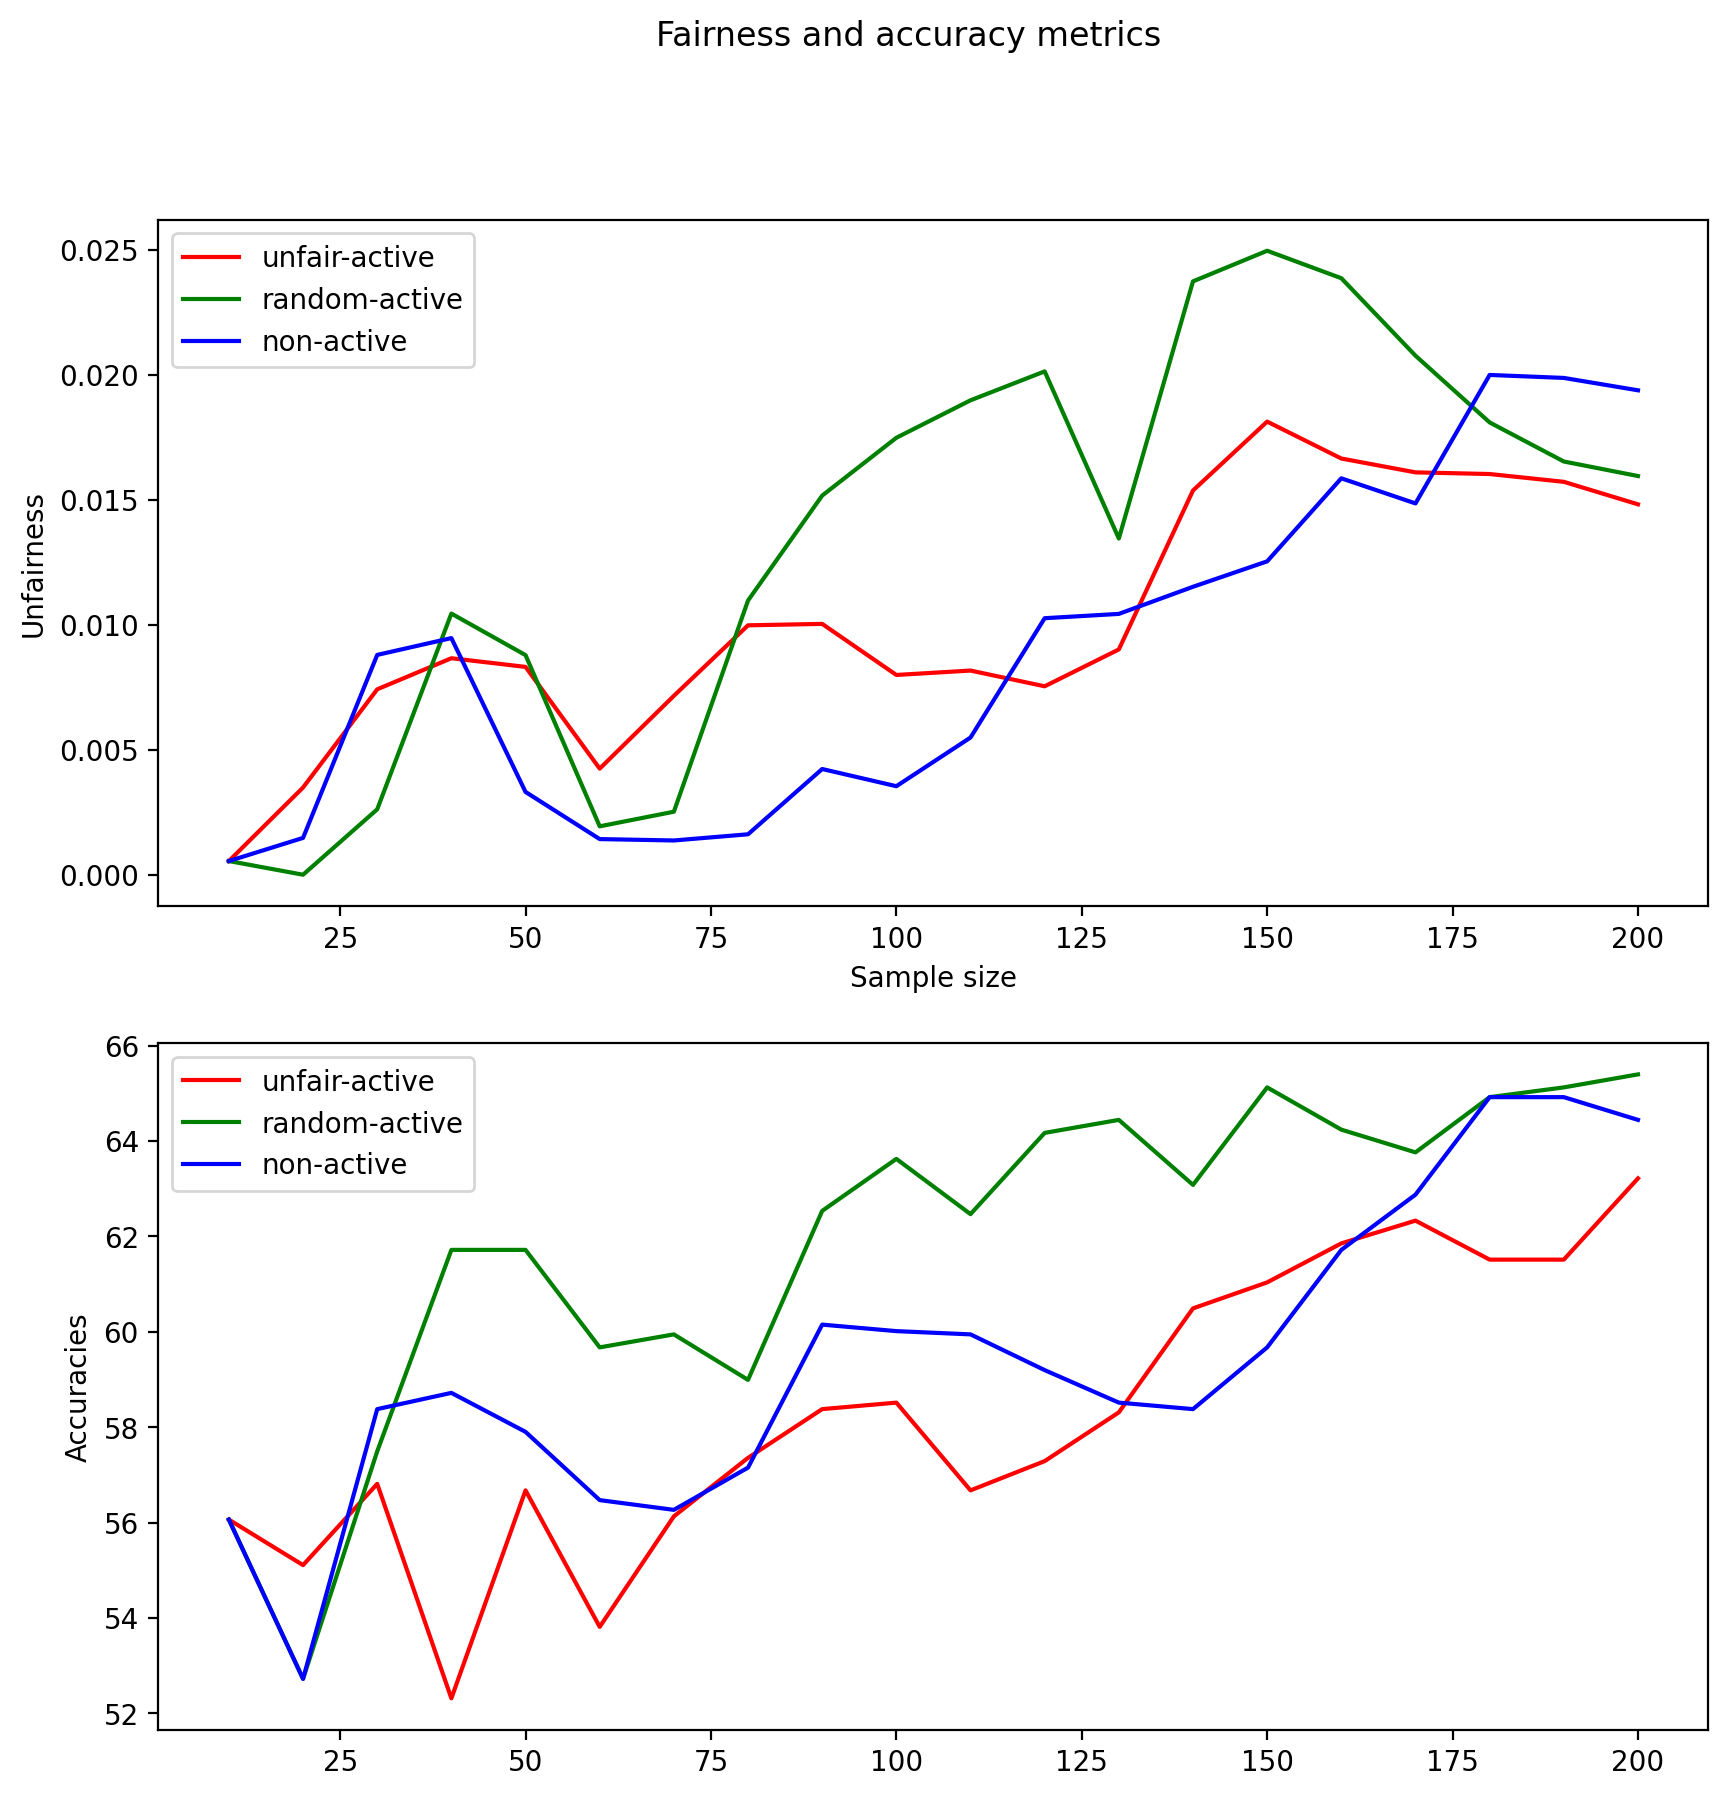 Fairness and accuracy metrics
unfair-active
random-active
non-active
0.025
0.020
0.015
0.010
0.005
0.000
Unfairness
25 50 75 100 125 150 175 200
Sample size
unfair-active
random-active
non-active
66
64
62
60
58
56
54
52
Accuracies
25 50 75 100 125 150 175 200